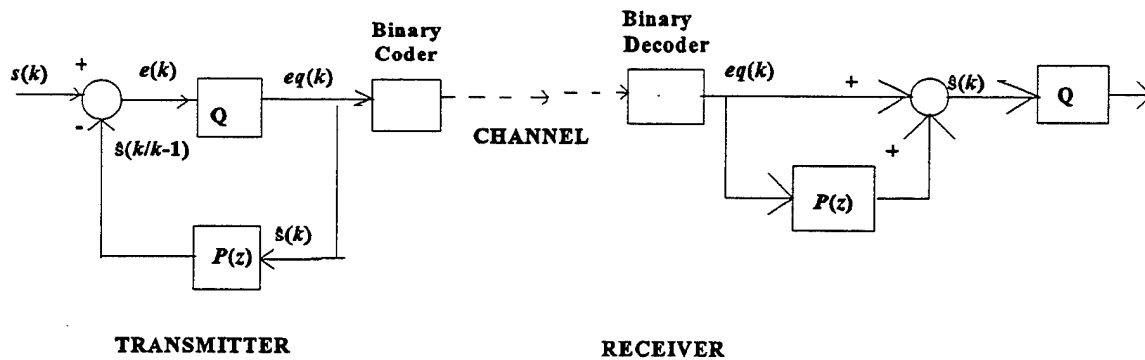 Binary
Coder
Binary
Decoder
s(k)
+
e(k)
eq(k)
Q
-
ŝ(k/k-1)
CHANNEL
eq(k)
+
ŝ(k)
Q
+
P(z)
ŝ(k)
P(z)
TRANSMITTER
RECEIVER